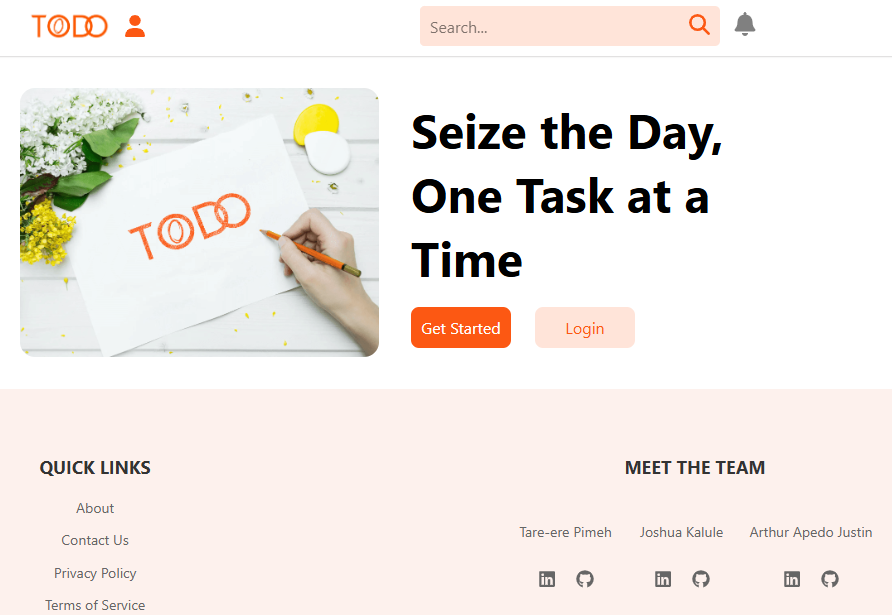 TODO
Search...
TODO
Seize the Day,
One Task at a
Time
Get Started
Login
QUICK LINKS
About
Contact Us
Privacy Policy
Terms of Service
MEET THE TEAM
Tare-ere Pimeh
Joshua Kalule
Arthur Apedo Justin